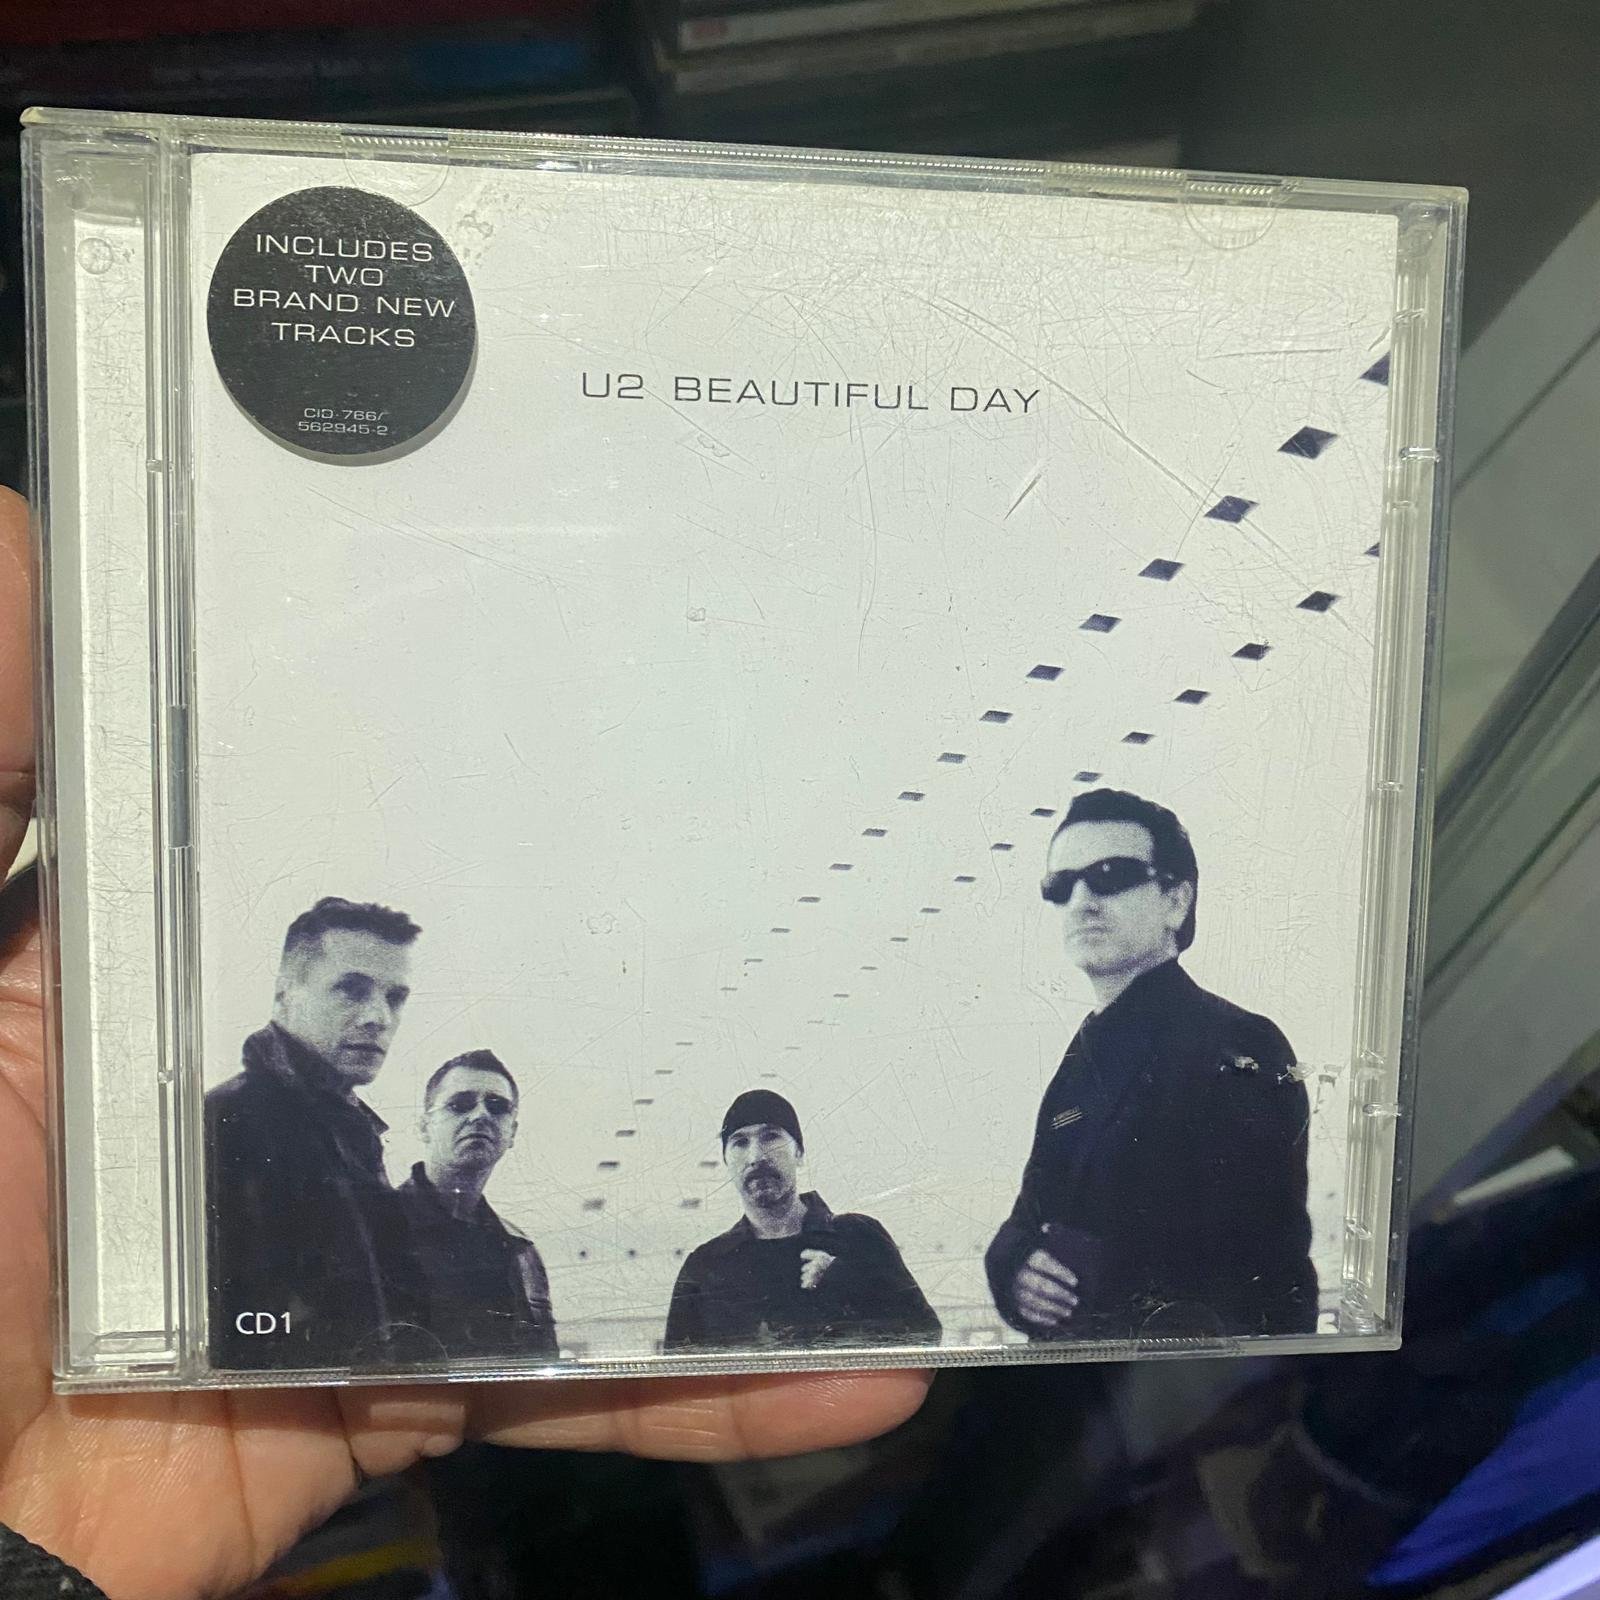 INCLUDES
TWO
BRAND NEW
TRACKS
CID 766/
562945-2
U2 BEAUTIFUL DAY
CD1